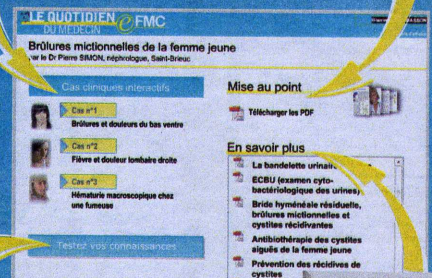 LE QUOTIDIEN
DU MEDECIN
eFMC
Brûlures mictionnelles de la femme jeune
par le Dr Pierre SIMON, néphrologue, Saint-Brieuc
Cas cliniques interactifs
Cas n°1
Brûlures et douleurs du bas ventre
Cas n°2
Fièvre et douleur lombaire droite
Cas n°3
Hématurie macroscopique chez
une fumeuse
Testez vos connaissances
Mise au point
Télécharger les PDF
En savoir plus
La bandelette
ECBU (examen cyto-
bactériologique des urines)
Bride hyménéale résiduelle,
brûlures mictionnelles et
cystites récidivantes
Antibiothérapie des cystites
aiguës de la femme jeune
Prévention des récidives de
cystites